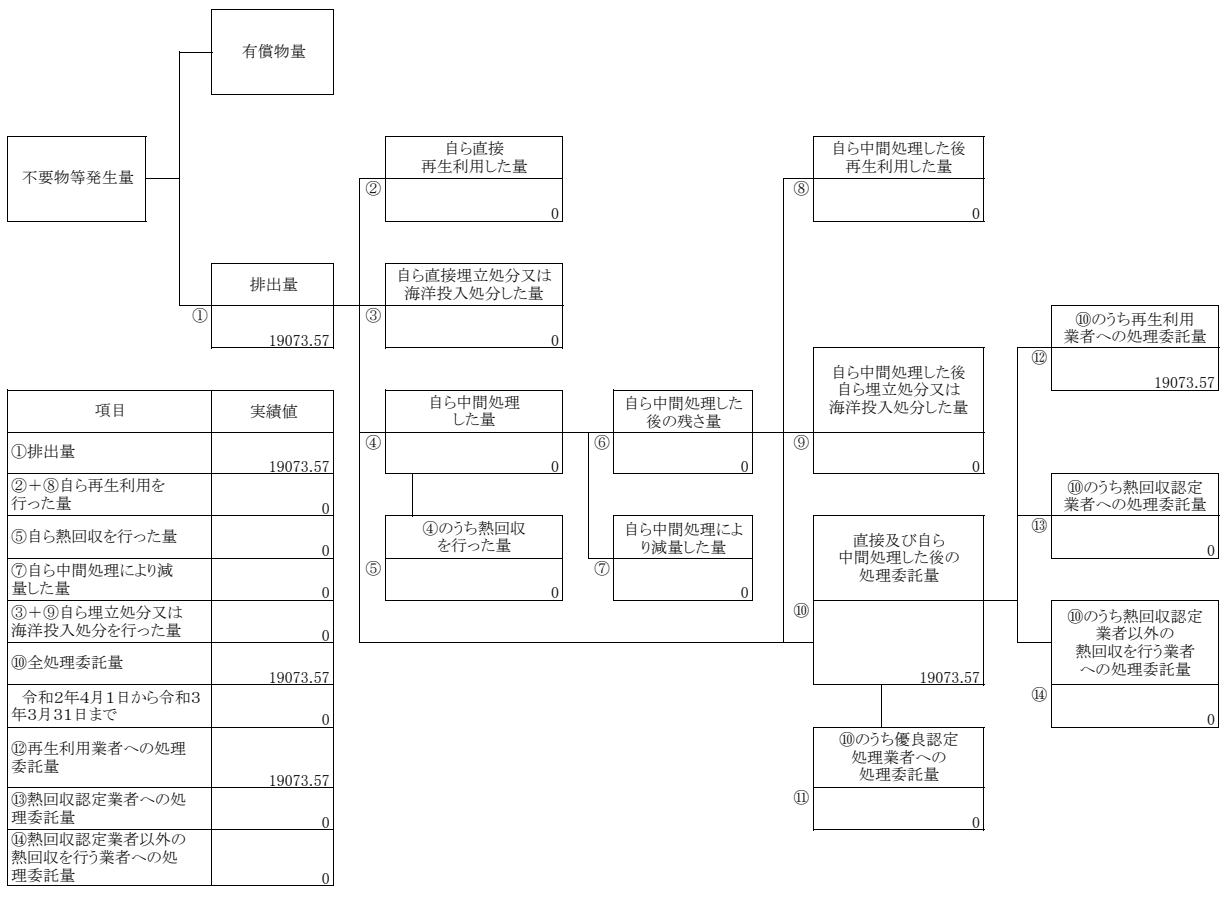 有償物量
不要物等発生量
排出量
①
19073.57
自ら直接
再生利用した量
②
0
自ら直接埋立処分又は
海洋投入処分した量
③
0
自ら中間処理
した量
④
0
④のうち熱回収
を行った量
⑤
0
自ら中間処理した
後の残さ量
⑥
0
自ら中間処理によ
り減量した量
⑦
0
自ら中間処理した後
再生利用した量
⑧
0
自ら中間処理した後
自ら埋立処分又は
海洋投入処分した量
⑨
0
直接及び自ら
中間処理した後の
処理委託量
⑩
19073.57
⑩のうち優良認定
処理業者への
処理委託量
⑪
0
⑩のうち再生利用
業者への処理委託量
⑫
19073.57
⑩のうち熱回収認定
業者への処理委託量
⑬
0
⑩のうち熱回収認定
業者以外の
熱回収を行う業者
への処理委託量
⑭
0
項目 実績値
①排出量
19073.57
②＋⑧自ら再生利用を
行った量
0
⑤自ら熱回収を行った量
0
⑦自ら中間処理により減
量した量
0
③＋⑨自ら埋立処分又は
海洋投入処分を行った量
0
⑩全処理委託量
19073.57
令和2年4月1日から令和3
年3月31日まで
0
⑫再生利用業者への処理
委託量
19073.57
⑬熱回収認定業者への処
理委託量
0
⑭熱回収認定業者以外の
熱回収を行う業者への処
理委託量
0